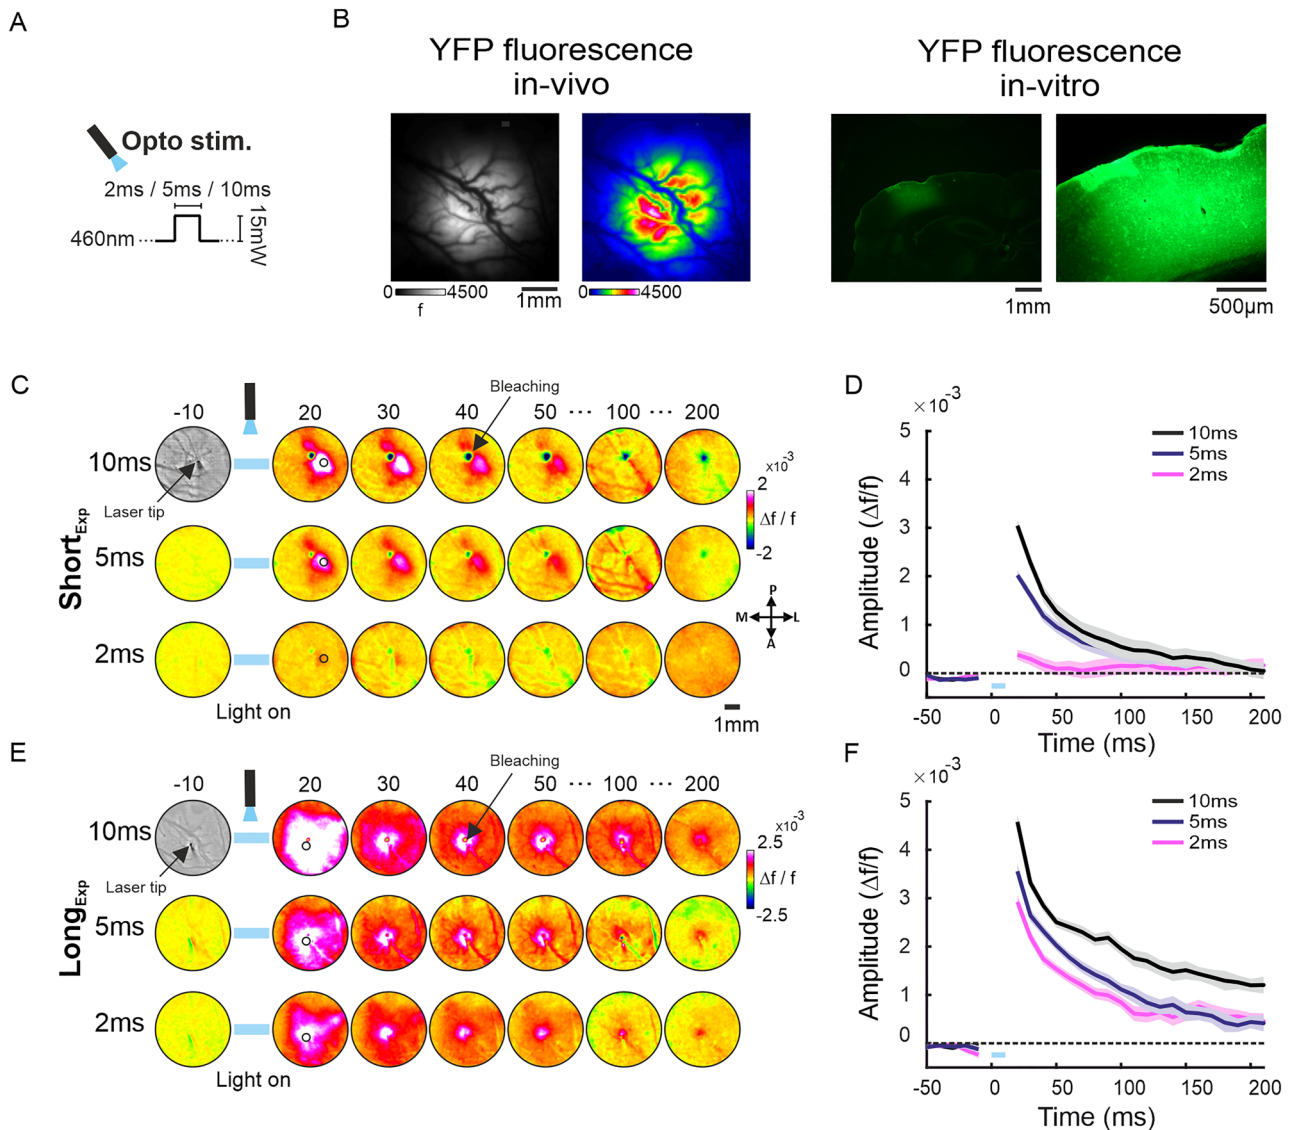 A
Opto stim.
2ms / 5ms / 10ms
460nm
15mW
B
YFP fluorescence
in-vivo
YFP fluorescence
in-vitro
0 4500
f
1mm
0 4500
1mm
500μm
C
Bleaching
-10 20 30 40 50 ··· 100 ··· 200
10ms
Laser tip
5ms
2ms
Short Exp
Light on
×10-3
2
Δf / f
-2
P
M L
A
1mm
D
×10-3
10ms
5ms
2ms
Amplitude (Δf/f)
5
4
3
2
1
0
-50 0 50 100 150 200
Time (ms)
E
Bleaching
-10 20 30 40 50 ··· 100 ··· 200
10ms
Laser tip
5ms
2ms
Long Exp
Light on
×10-3
2.5
Δf / f
-2.5
F
×10-3
10ms
5ms
2ms
Amplitude (Δf/f)
5
4
3
2
1
0
-50 0 50 100 150 200
Time (ms)